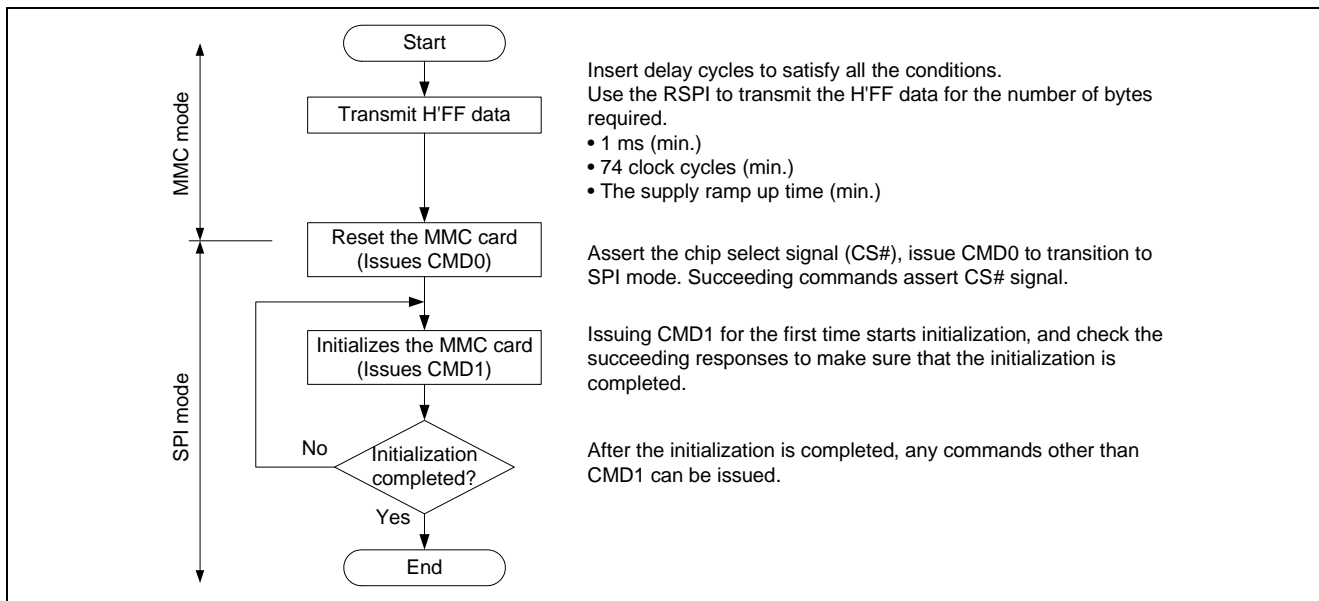 Start
MMC mode
Transmit H'FF data
Insert delay cycles to satisfy all the conditions.
Use the RSPI to transmit the H'FF data for the number of bytes
required.
• 1 ms (min.)
• 74 clock cycles (min.)
• The supply ramp up time (min.)
Reset the MMC card
(Issues CMD0)
Assert the chip select signal (CS#), issue CMD0 to transition to
SPI mode. Succeeding commands assert CS# signal.
SPI mode
Initializes the MMC card
(Issues CMD1)
Issuing CMD1 for the first time starts initialization, and check the
succeeding responses to make sure that the initialization is
completed.
No
Initialization
completed?
After the initialization is completed, any commands other than
CMD1 can be issued.
Yes
End